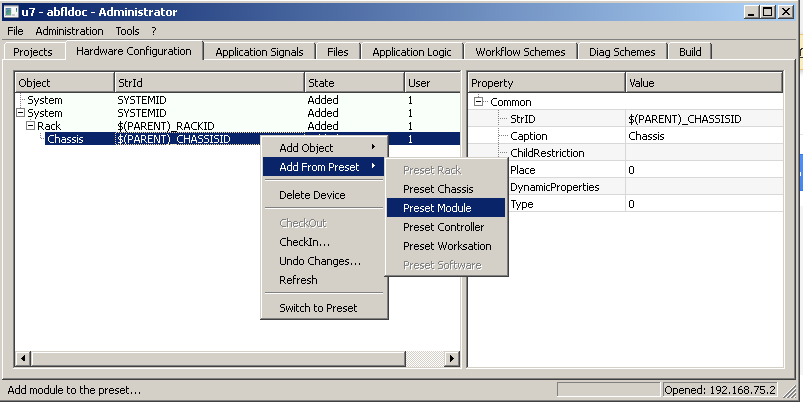 u7 - abfldoc - Administrator
File Administration Tools ?
Projects Hardware Configuration Application Signals Files Application Logic Workflow Schemes Diag Schemes Build
Object StrId State User Property Value
System SYSTEMID Added 1 Common
System SYSTEMID Added 1 StrID $(PARENT)_CHASSISID
Rack $(PARENT)_RACKID Added 1 Caption Chassis
Chassis $(PARENT)_CHASSISID 1 ChildRestriction
Add Object
Add From Preset
Delete Device
CheckOut
CheckIn...
Undo Changes...
Refresh
Switch to Preset
Preset Rack
Preset Chassis
Preset Module
Preset Controller
Preset Worksation
Preset Software
Place 0
DynamicProperties
Type 0
Add module to the preset... Opened: 192.168.75.2